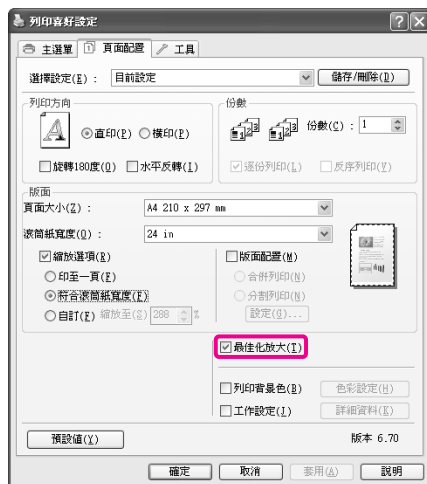 列印喜好設定
主選單 頁面配置 工具
選擇設定(E)： 目前設定 儲存/刪除(D)
列印方向 份數
A 直印(P) 橫印(P) 123 123 份數(C)：1
旋轉180度(O) 水平反轉(I) 逐份列印(L) 反序列印(V)
版面
頁面大小(Z)： A4 210 x 297 mm
滾筒紙寬度(O)： 24 in
縮放選項(R) 版面配置(M)
印至一頁(F) 合併列印(N)
符合滾筒紙寬度(F) 分割列印(N)
自訂(F) 縮放至(S) 288 % 設定(G)...
最佳化放大(T)
列印背景色(B) 色彩設定(H)
工作設定(J) 詳細資料(K)
預設值(Y) 版本 6.70
確定 取消 套用(A) 說明